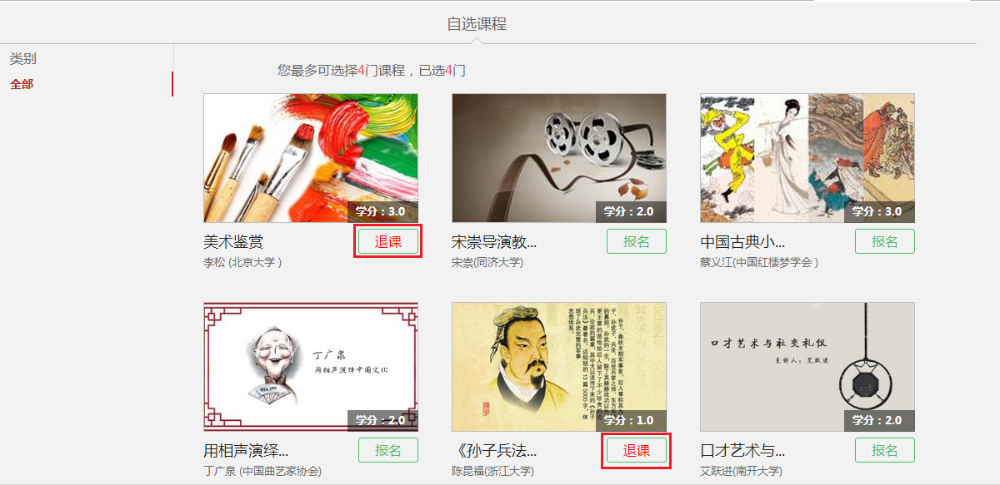 自选课程
类别
全部
您最多可选择4门课程，已选4门
学分：3.0
学分：2.0
学分：3.0
美术鉴赏
退课
宋崇导演教...
报名
中国古典小...
报名
李松 (北京大学 )
宋崇(同济大学)
蔡义江(中国红楼梦学会 )
丁广泉
用相声演绎中国文化
口才艺术与社交礼仪
主讲人：艾跃进
学分：2.0
学分：1.0
学分：2.0
用相声演绎...
报名
《孙子兵法...
退课
口才艺术与...
报名
丁广泉 (中国曲艺家协会)
陈昆福(浙江大学)
艾跃进(南开大学)